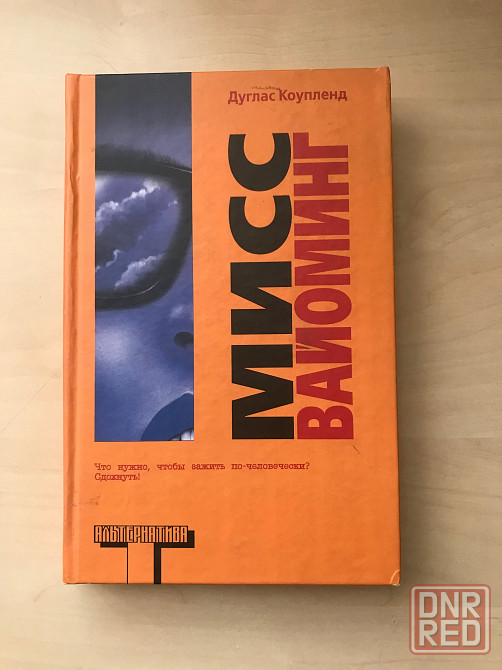 Дуглас Коупленд
МИСС
ВАЙОМИНГ
Что нужно, чтобы зажить по-человечески?
Сдохнуть!
АЛЬТЕРНАТИВА
DNR
RED